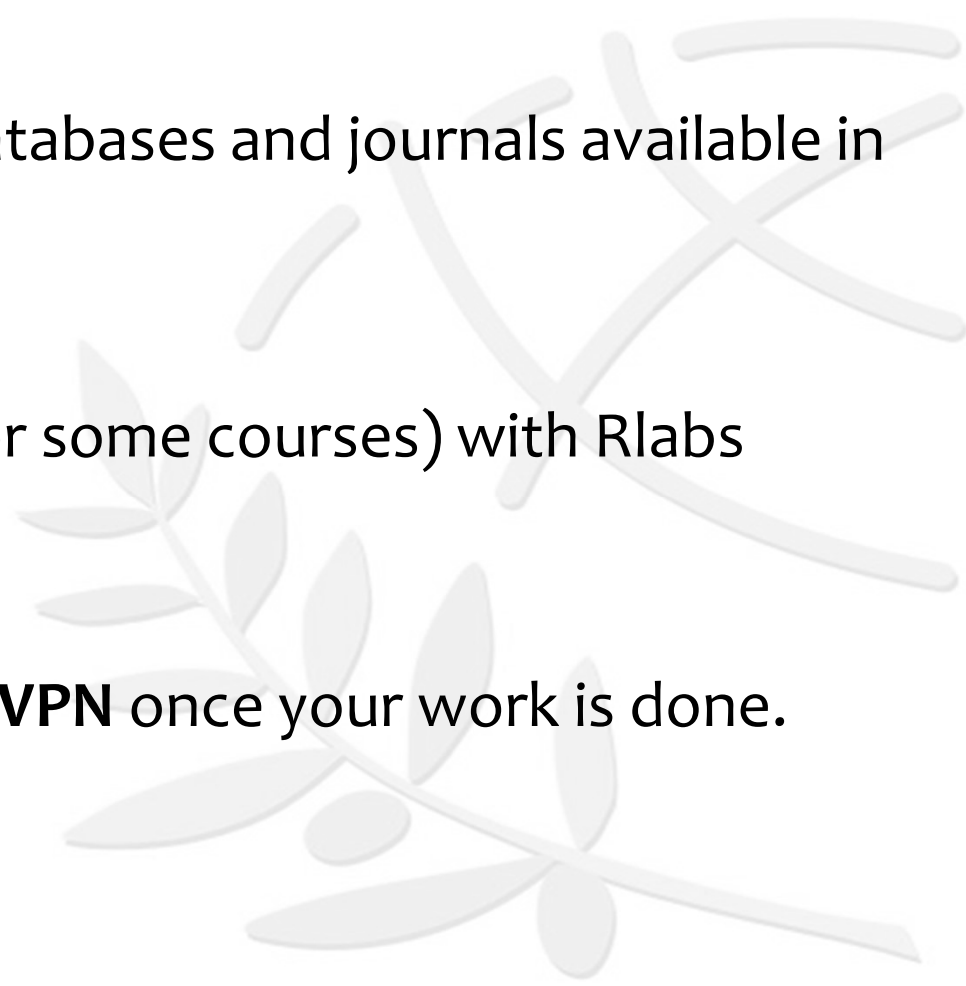 tabases and journals available in
r some courses) with Rlabs
VPN once your work is done.